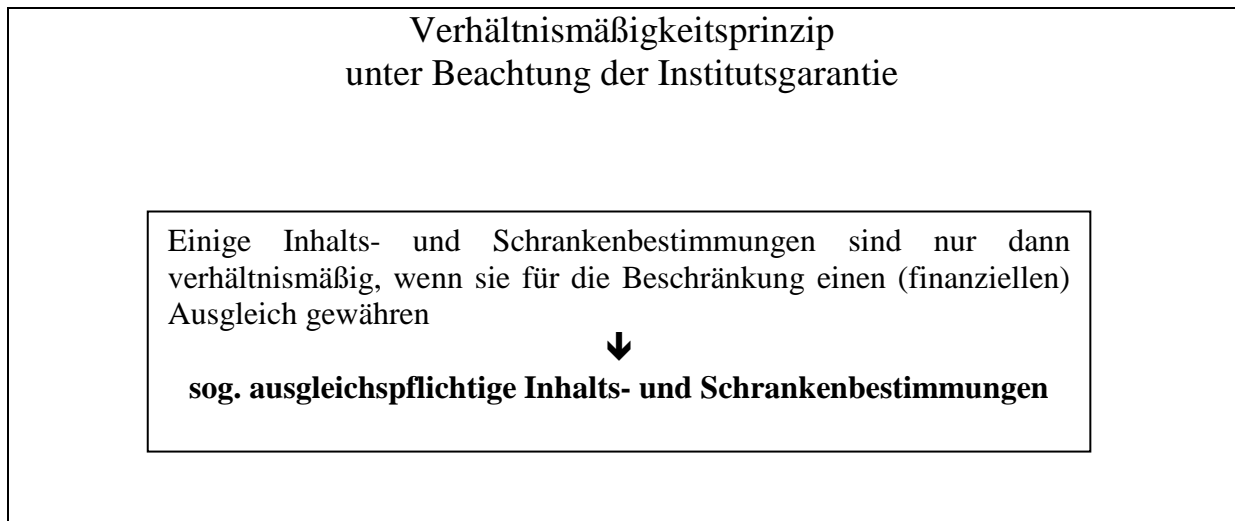 Verhältnismäßigkeitsprinzip
unter Beachtung der Institutsgarantie
Einige Inhalts- und Schrankenbestimmungen sind nur dann
verhältnismäßig, wenn sie für die Beschränkung einen (finanziellen)
Ausgleich gewähren
sog. ausgleichspflichtige Inhalts- und Schrankenbestimmungen